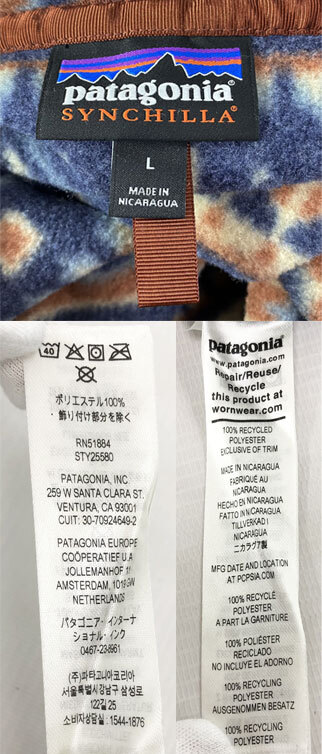 patagonia®
SYNCHILLA®
L
MADE IN
NICARAGUA
40
ポリエステル100%
・飾り付け部分を除く
RN51884
STY25580
PATAGONIA, INC.
259 W SANTA CLARA ST.
VENTURA, CA 93001
CUIT: 30-70924649-2
PATAGONIA EUROPE
COÖPERATIEF U.A
JOLLEMANHOF
AMSTERDAM, 1019GW
NETHERLANDS
パタゴニア・インターナ
ショナル・インク
0467-23-8961
(주)파타고니아코리아
서울특별시강남구 삼성로
122길 25
소비자상담실: 1544-1876
patagonia®
www.patagonia.com
Repair/Reuse/
Recycle
this product at
wornwear.com
100% RECYCLED
POLYESTER
EXCLUSIVE OF TRIM
MADE IN NICARAGUA
FABRIQUÉ AU
NICARAGUA
HECHO EN NICARAGUA
FATTO IN NICARAGUA
TILLVERKAD I
NICARAGUA
ニカラグア製
MFG DATE AND LOCATION
AT PCPSIA.COM
100% RECYCLÉ
POLYESTER
A PART LA GARNITURE
100% POLIÉSTER
RECICLADO
NO INCLUYE EL ADORNO
100% RECYCLING
POLYESTER
AUSGENOMMEN BESATZ
100% RECYCLING
POLYESTER